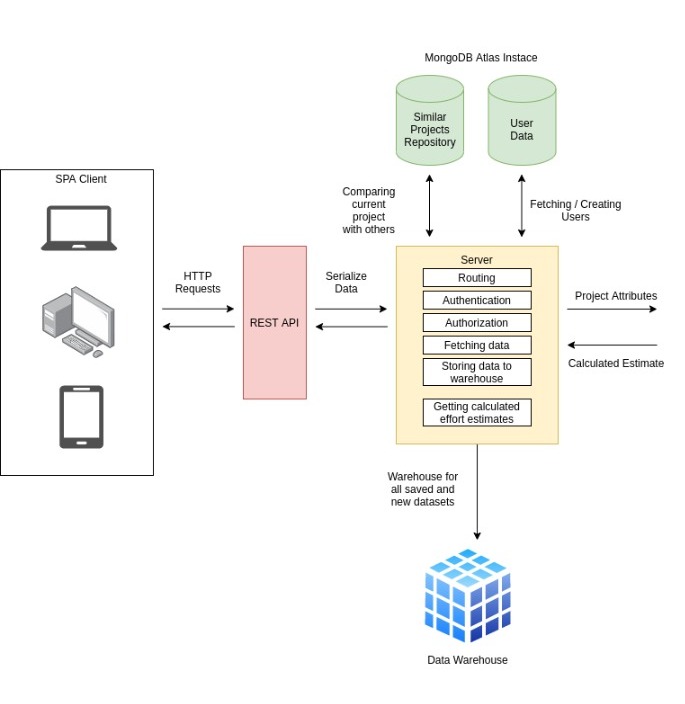 MongoDB Atlas Instace
Similar
Projects
Repository
User
Data
SPA Client
Comparing
current
project
with others
Fetching / Creating
Users
HTTP
Requests
REST API
Serialize
Data
Server
Routing
Authentication
Authorization
Fetching data
Storing data to
warehouse
Getting calculated
effort estimates
Project Attributes
Calculated Estimate
Warehouse for
all saved and
new datasets
Data Warehouse